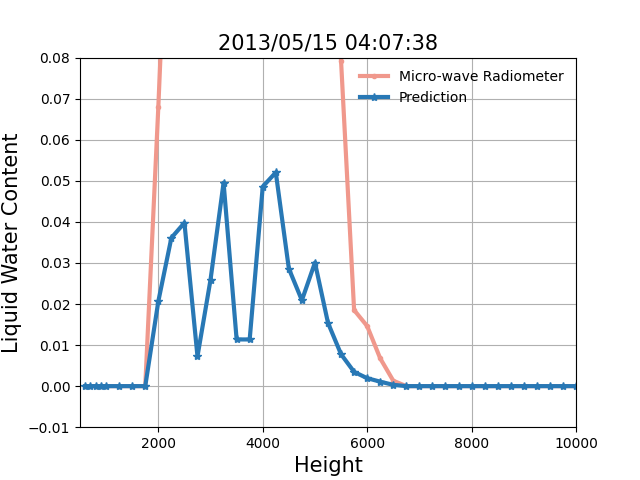 2013/05/15 04:07:38
Liquid Water Content
0.08
0.07
0.06
0.05
0.04
0.03
0.02
0.01
0.00
−0.01
Micro-wave Radiometer
Prediction
2000 4000 6000 8000 10000
Height